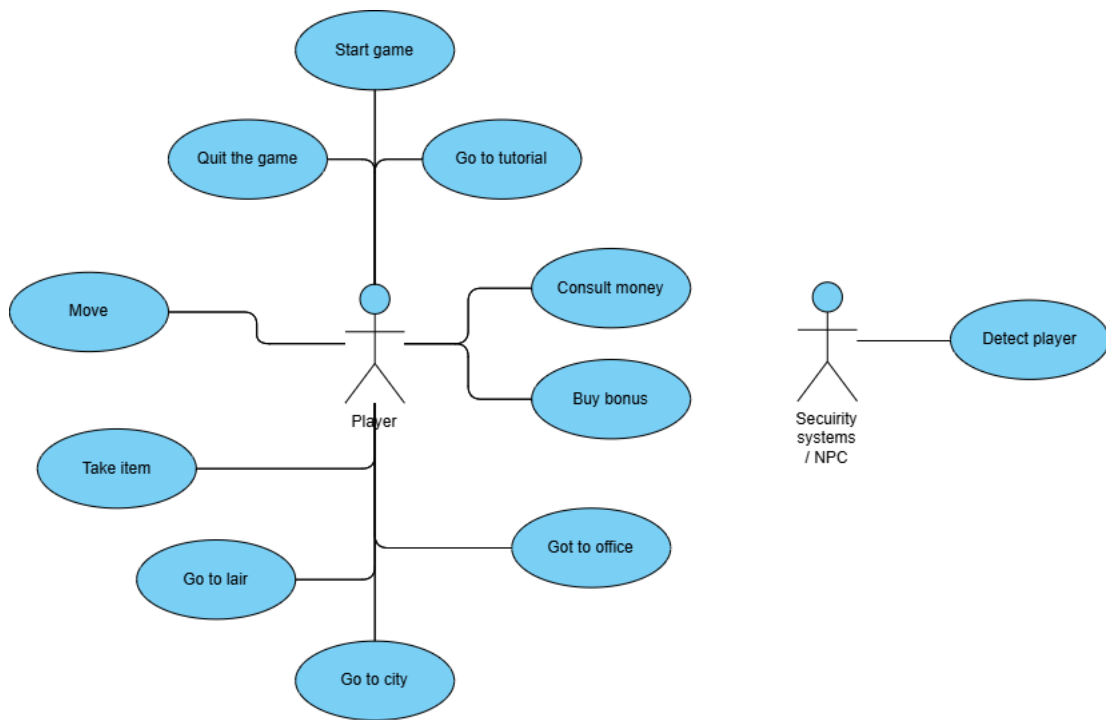 Start game
Quit the game
Go to tutorial
Consult money
Move
Detect player
Buy bonus
Player
Secuirity
systems
/ NPC
Take item
Got to office
Go to lair
Go to city